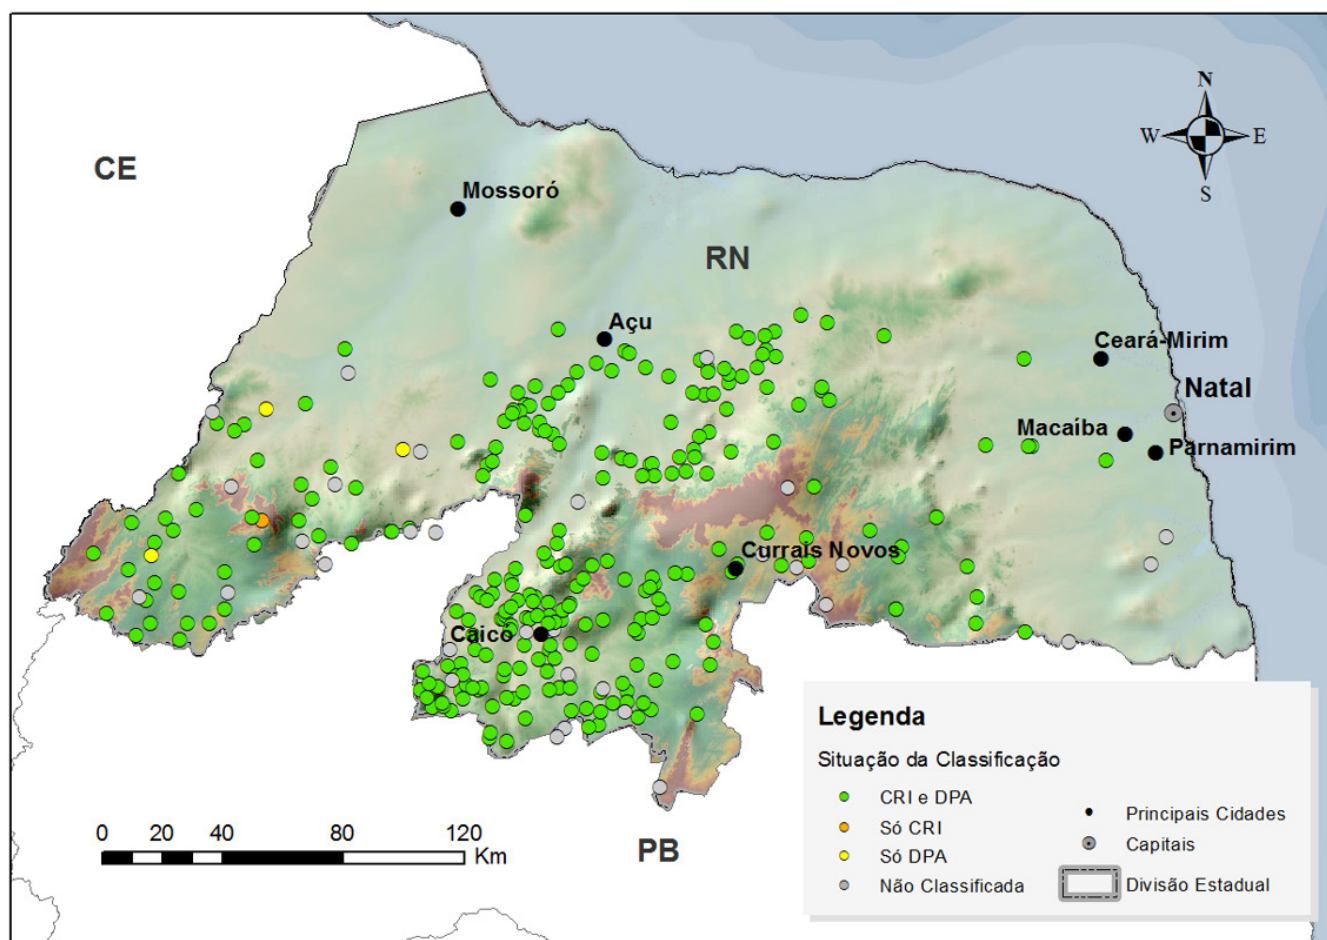 N
W
E
S
CE
Mossoró
RN
Açu
Ceará-Mirim
Natal
Macaíba
Parnamirim
Currais Novos
Caicó
PB
0 20 40 80 120
Km
Legenda
Situação da Classificação
CRI e DPA
Só CRI
Só DPA
Não Classificada
Principais Cidades
Capitais
Divisão Estadual